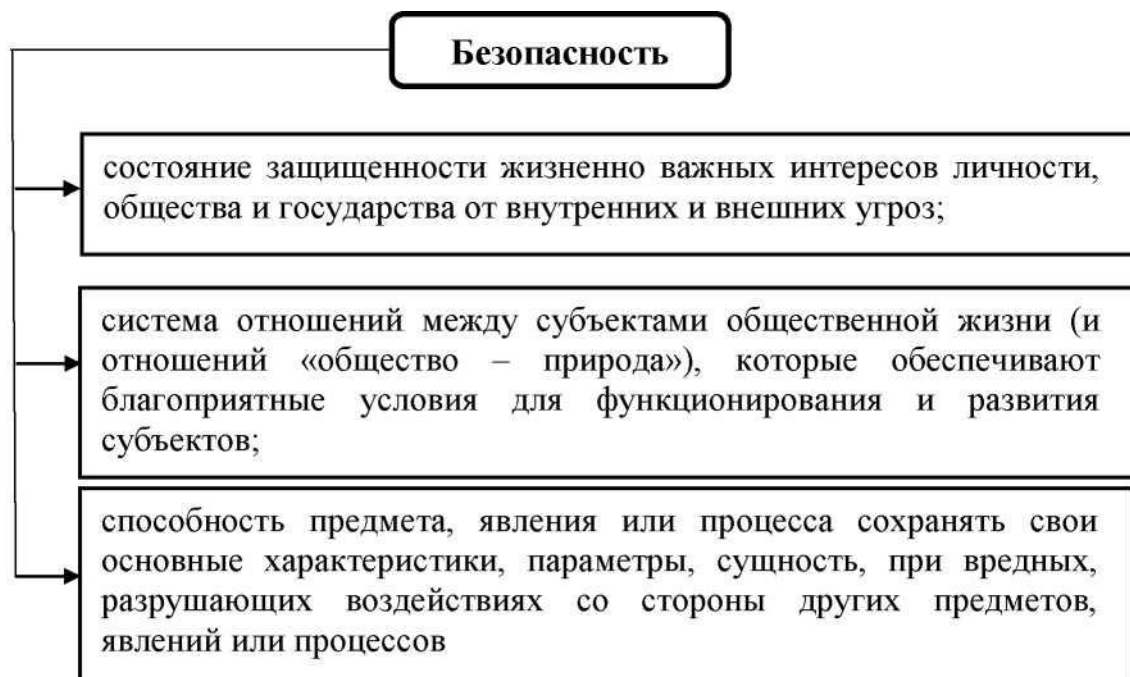 Безопасность
состояние защищенности жизненно важных интересов личности,
общества и государства от внутренних и внешних угроз;
система отношений между субъектами общественной жизни (и
отношений «общество – природа»), которые обеспечивают
благоприятные условия для функционирования и развития
субъектов;
способность предмета, явления или процесса сохранять свои
основные характеристики, параметры, сущность, при вредных,
разрушающих воздействиях со стороны других предметов,
явлений или процессов